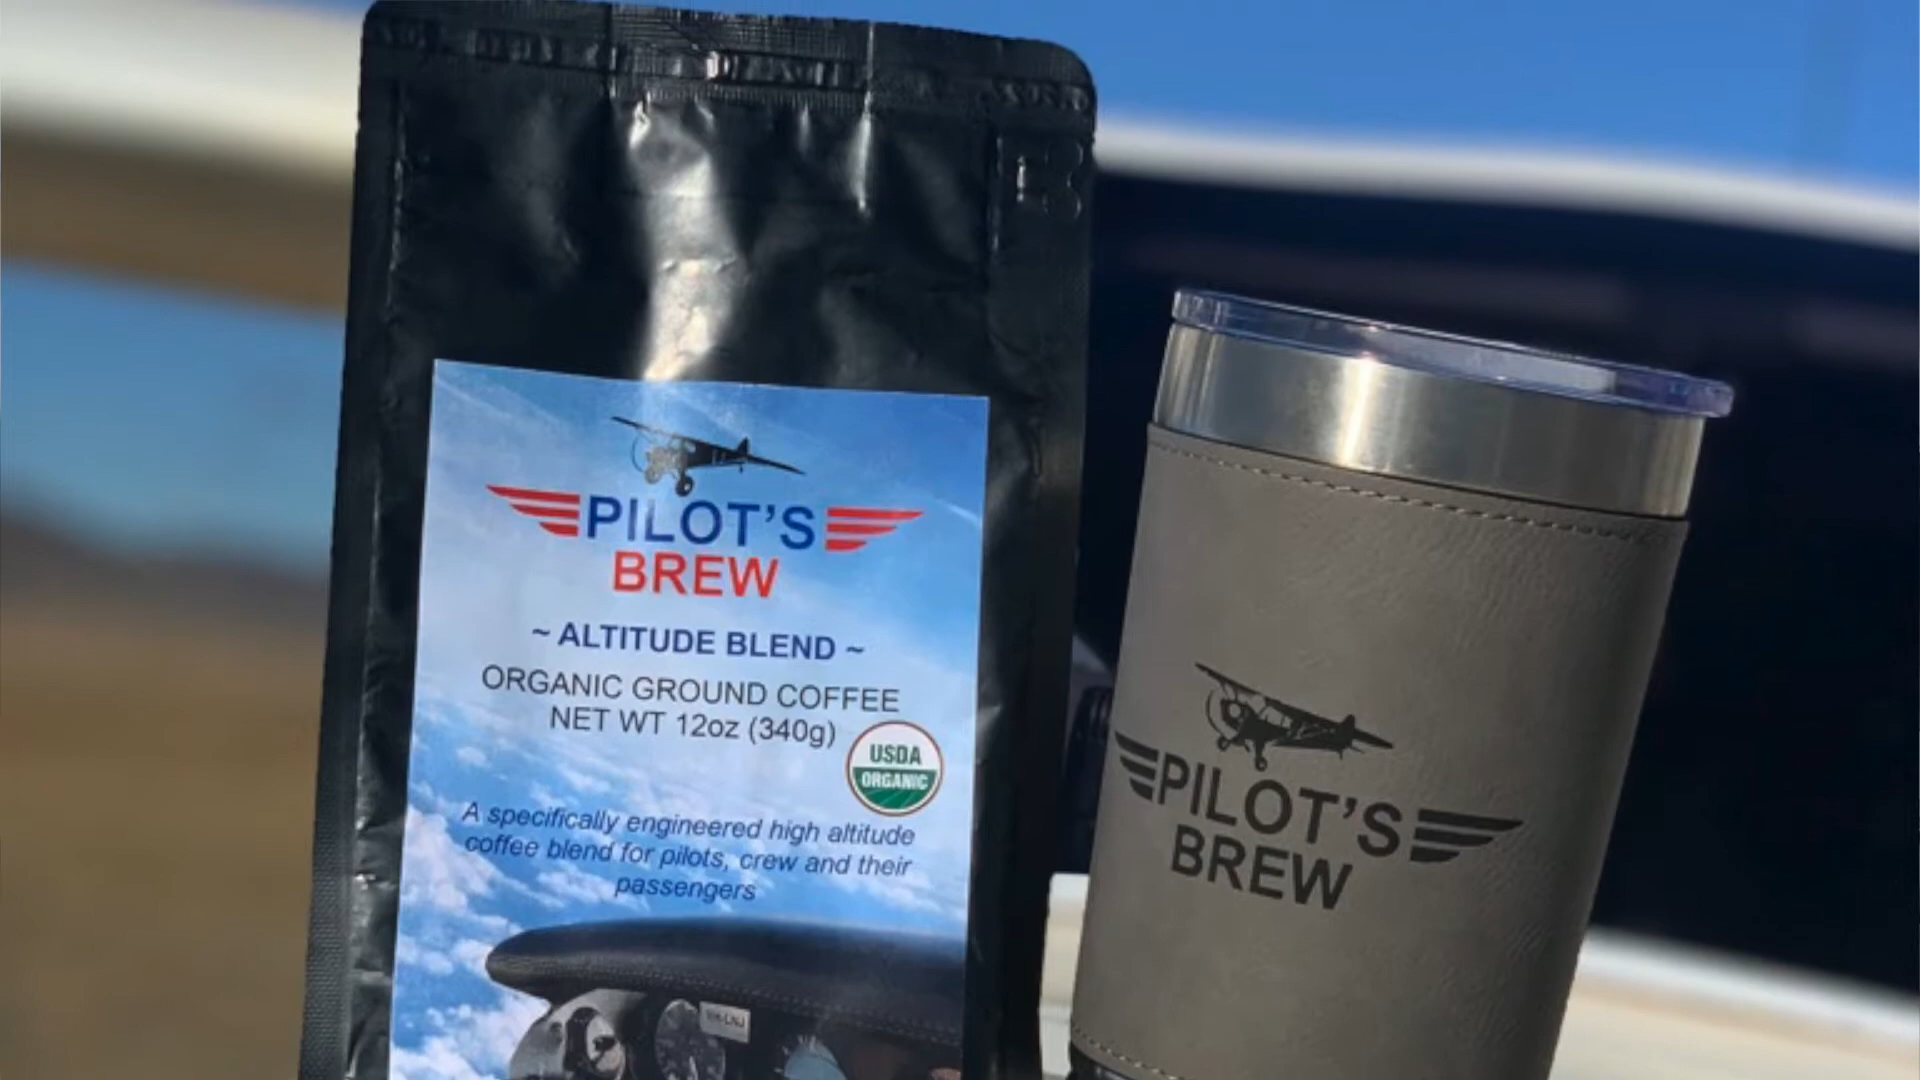 PILOT'S
BREW
~ ALTITUDE BLEND ~
ORGANIC GROUND COFFEE
NET WT 12oz (340g)
USDA
ORGANIC
A specifically engineered high altitude
coffee blend for pilots, crew and their
passengers
PILOT'S
BREW